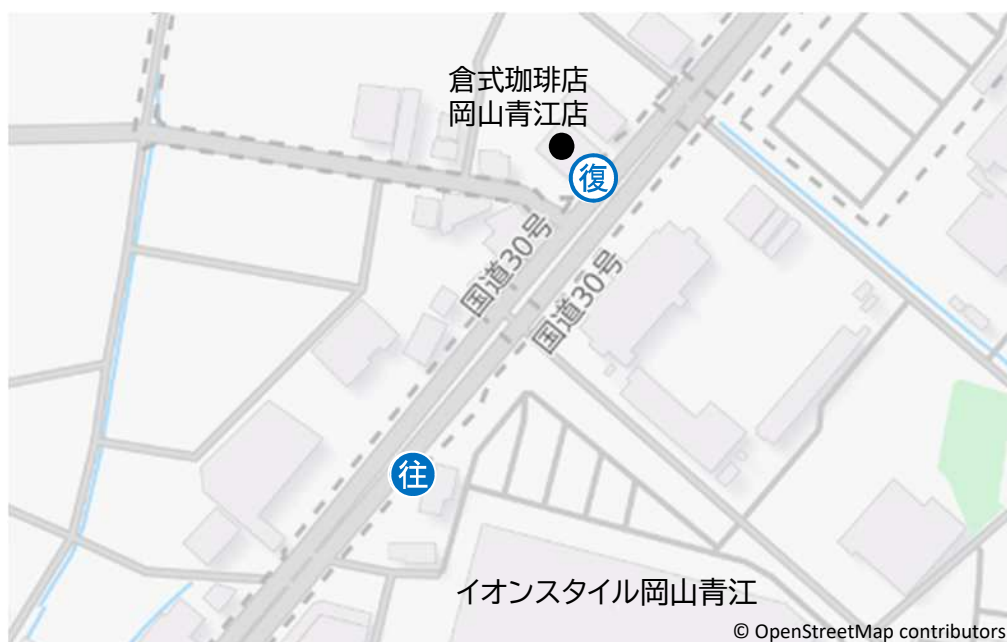 倉式珈琲店
岡山青江店
復
国道30号
国道30号
往
イオンスタイル岡山青江
© OpenStreetMap contributors